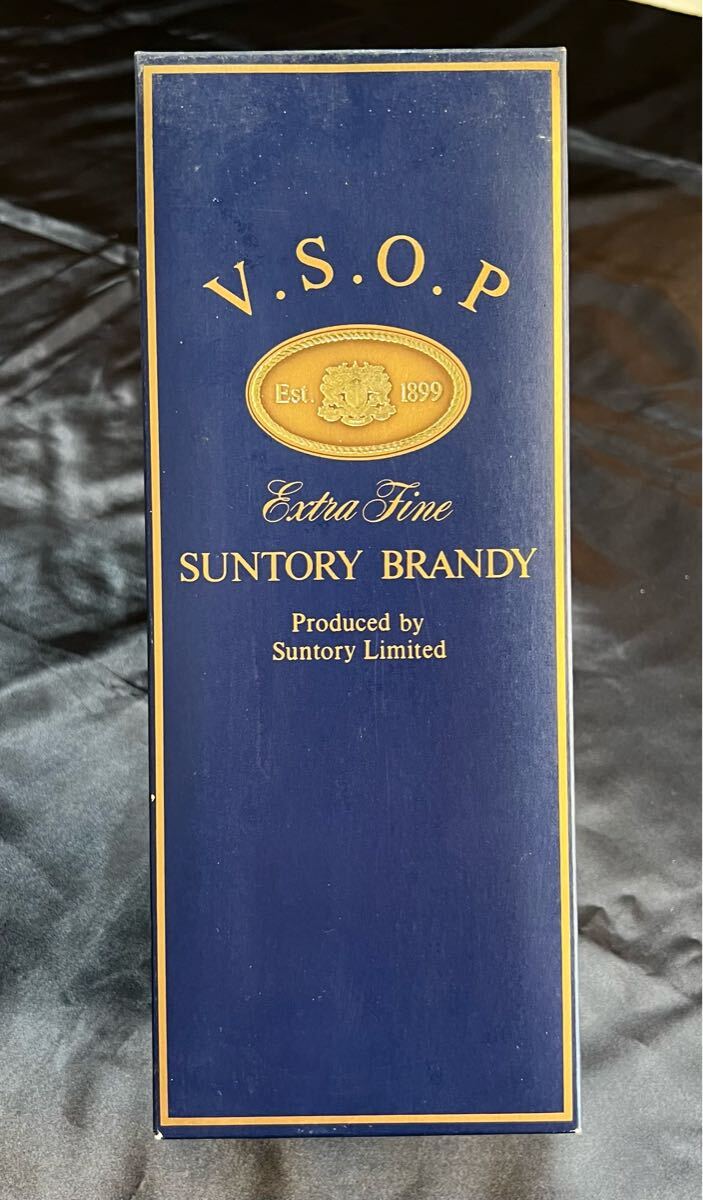 V.S.O.P
Est. 1899
Extra Fine
SUNTORY BRANDY
Produced by
Suntory Limited